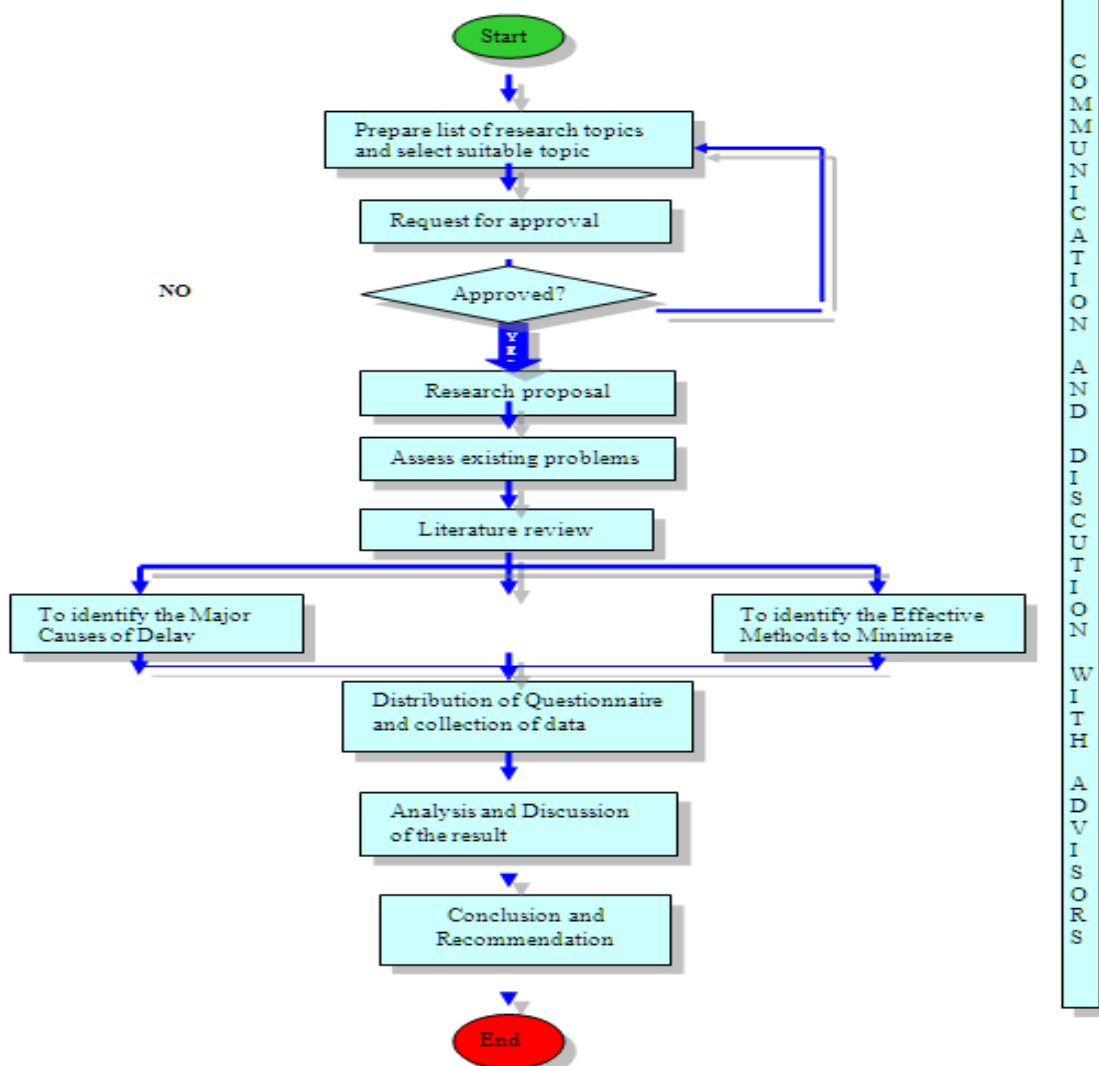 Start
Prepare list of research topics
and select suitable topic
Request for approval
NO
Approved?
YE
Research proposal
Assess existing problems
Literature review
To identify the Major
Causes of Delay
To identify the Effective
Methods to Minimize
Distribution of Questionnaire
and collection of data
Analysis and Discussion
of the result
Conclusion and
Recommendation
End
COMMUNICATION AND DISCUTION WITH ADVISORS